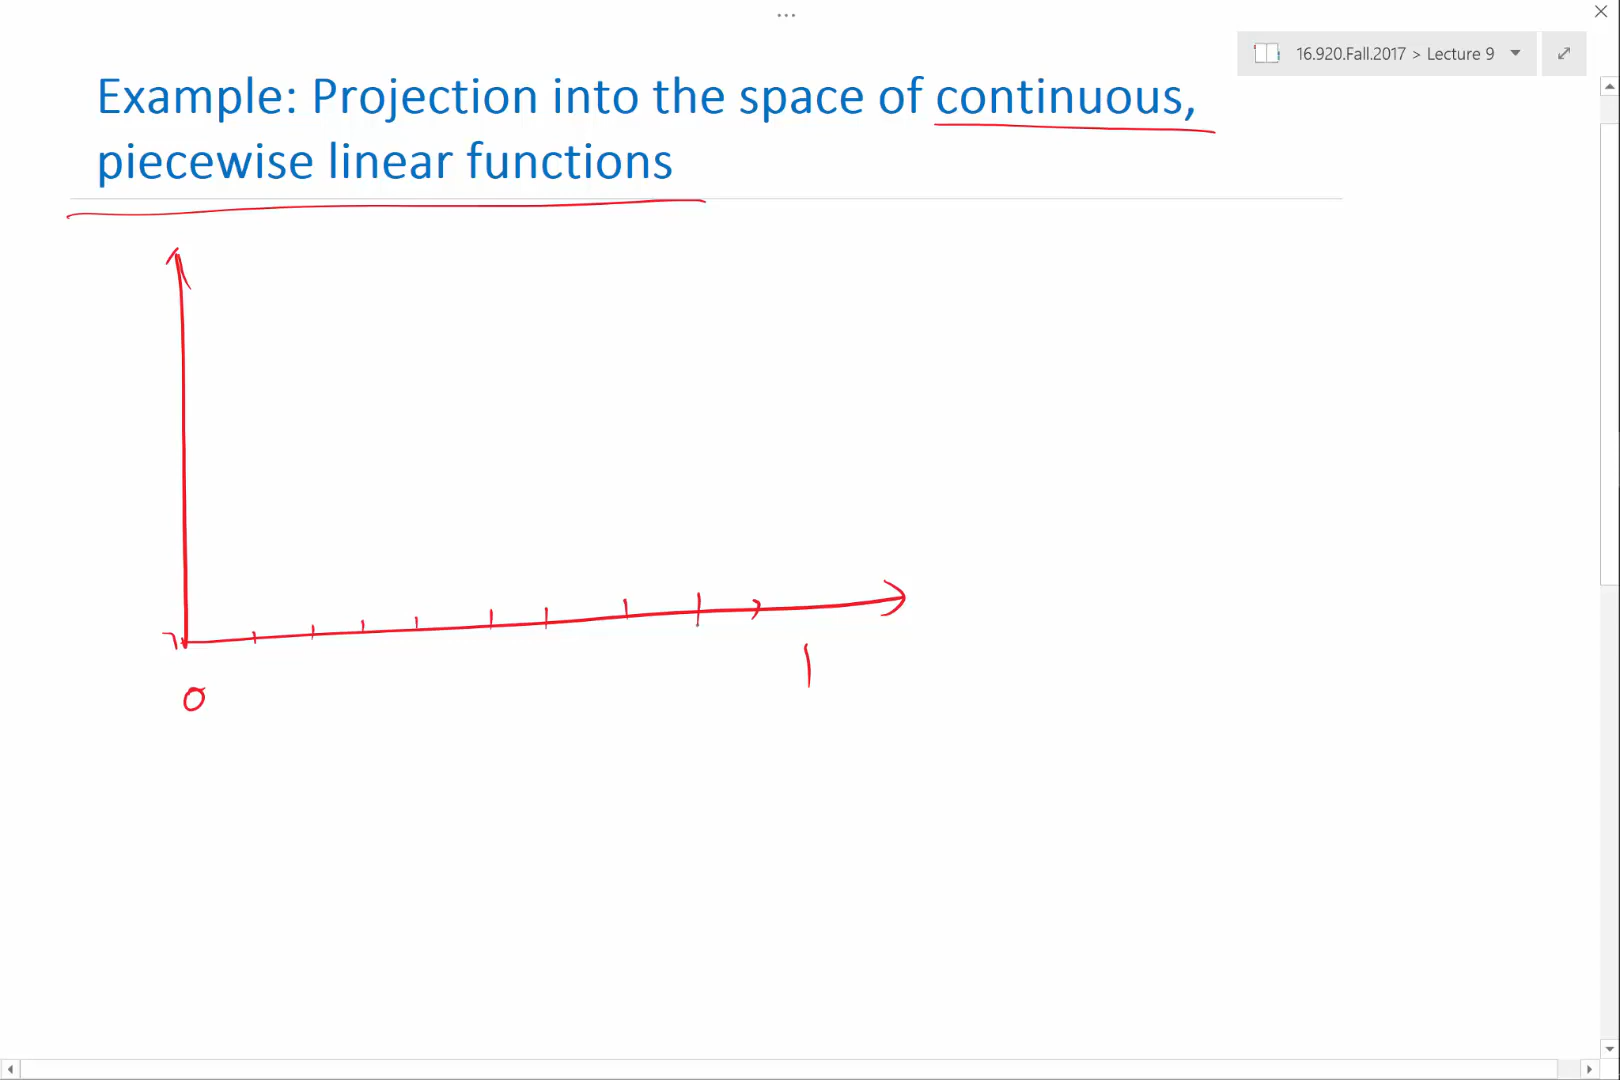 16.920.Fall.2017 > Lecture 9
Example: Projection into the space of continuous,
piecewise linear functions
0
1